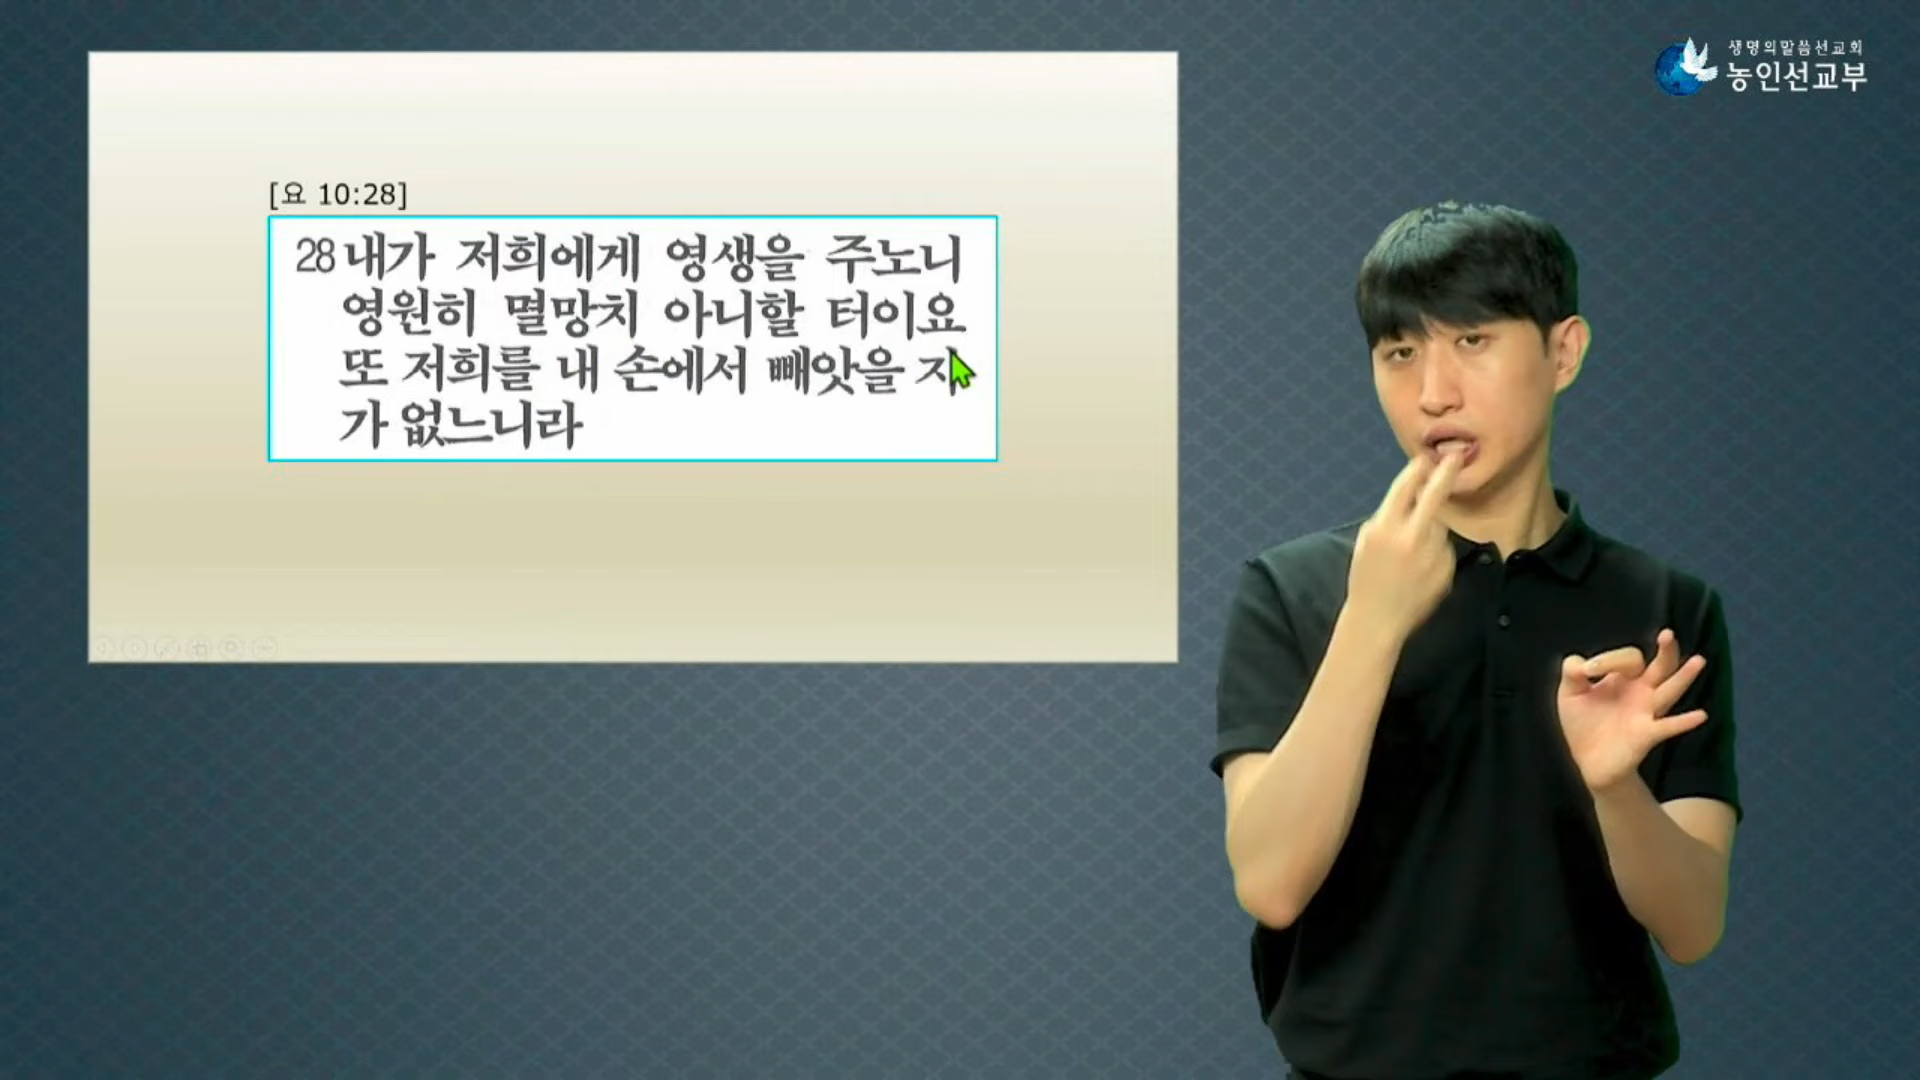 생명의말씀선교회
농인선교부
[요 10:28]
28 내가 저희에게 영생을 주노니
영원히 멸망치 아니할 터이요
또 저희를 내 손에서 빼앗을 자
가 없느니라